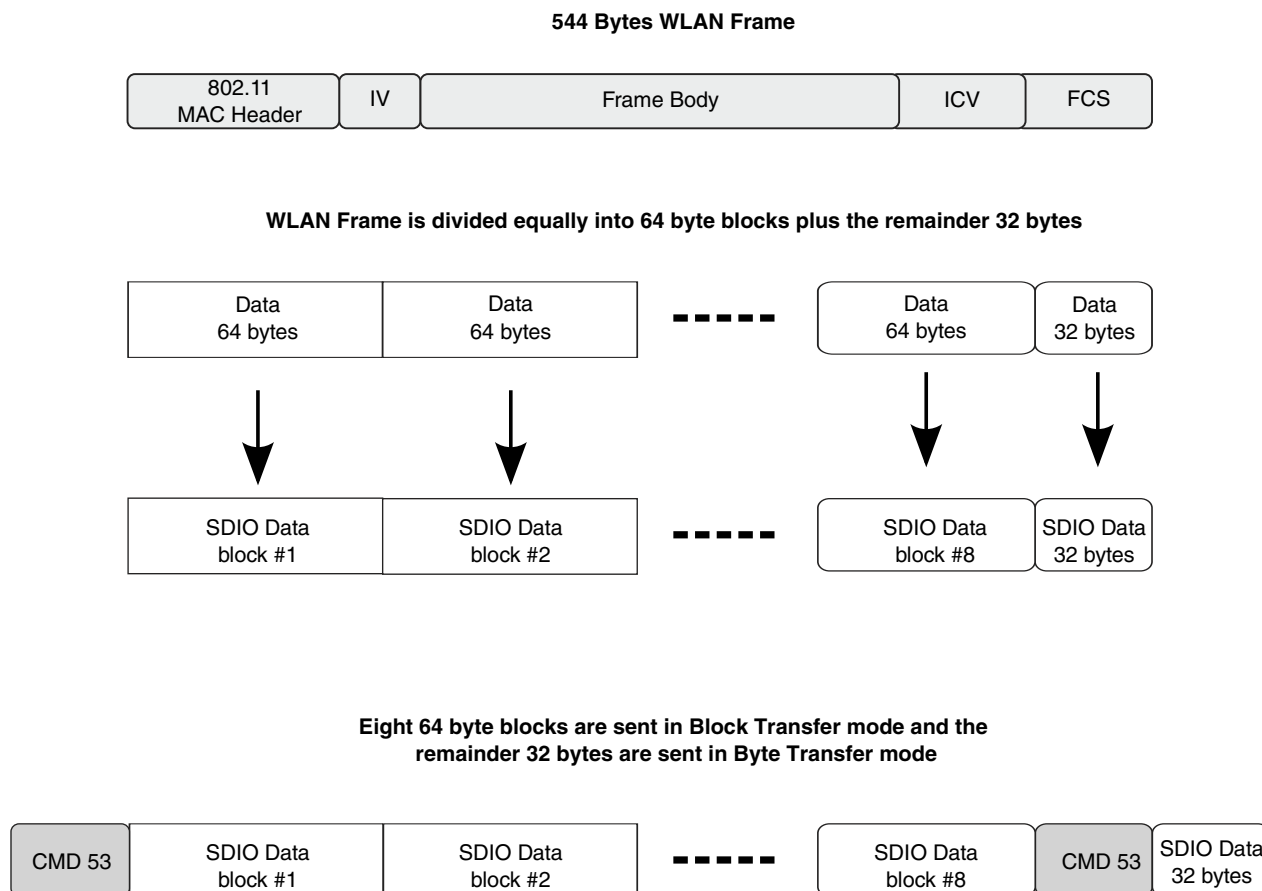 544 Bytes WLAN Frame
802.11
MAC Header
IV
Frame Body
ICV
FCS
WLAN Frame is divided equally into 64 byte blocks plus the remainder 32 bytes
Data
64 bytes
Data
64 bytes
Data
64 bytes
Data
32 bytes
SDIO Data
block #1
SDIO Data
block #2
SDIO Data
block #8
SDIO Data
32 bytes
Eight 64 byte blocks are sent in Block Transfer mode and the
remainder 32 bytes are sent in Byte Transfer mode
CMD 53
SDIO Data
block #1
SDIO Data
block #2
SDIO Data
block #8
CMD 53
SDIO Data
32 bytes